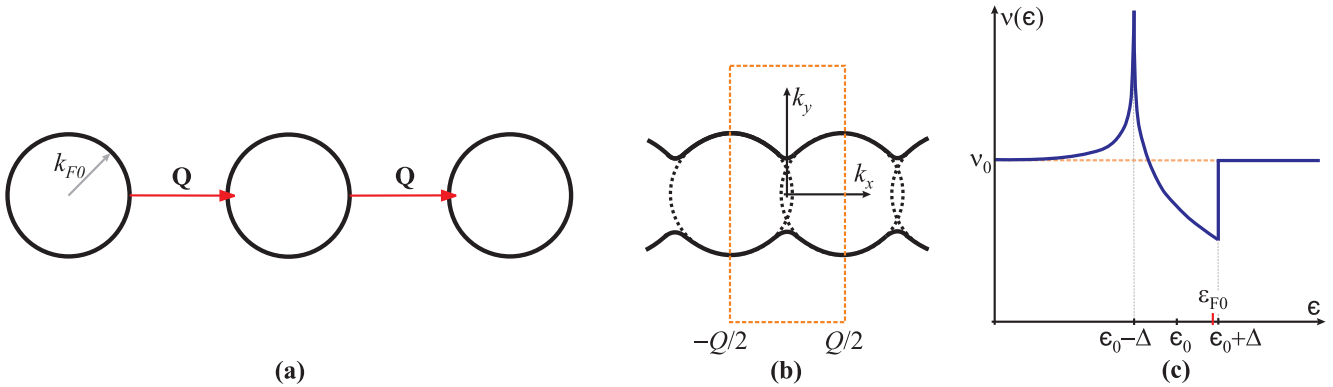 k_{F0}
Q
Q
(a)
k_y
k_x
−Q/2
Q/2
(b)
ν(ϵ)
ν_0
ε_{F0}
ϵ
ϵ_0−Δ
ϵ_0
ϵ_0+Δ
(c)